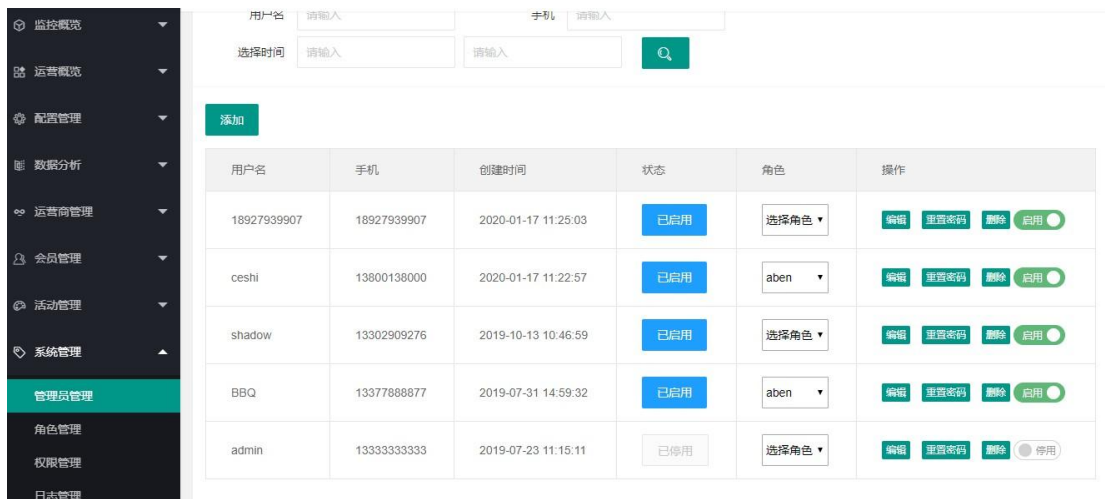 监控概览
运营概览
配置管理
数据分析
运营商管理
会员管理
活动管理
系统管理
管理员管理
角色管理
权限管理
日志管理
用户名 请输入 手机 请输入
选择时间 请输入 请输入
添加
用户名 手机 创建时间 状态 角色 操作
18927939907 18927939907 2020-01-17 11:25:03 已启用 选择角色 编辑 重置密码 删除 启用
ceshi 13800138000 2020-01-17 11:22:57 已启用 aben 编辑 重置密码 删除 启用
shadow 13302909276 2019-10-13 10:46:59 已启用 选择角色 编辑 重置密码 删除 启用
BBQ 13377888877 2019-07-31 14:59:32 已启用 aben 编辑 重置密码 删除 启用
admin 13333333333 2019-07-23 11:15:11 已停用 选择角色 编辑 重置密码 删除 停用